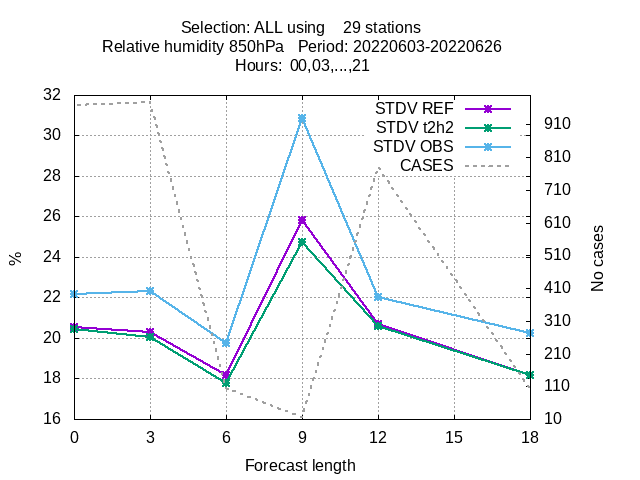 Selection: ALL using    29 stations
Relative humidity 850hPa   Period: 20220603-20220626
Hours: 00,03,...,21
STDV REF
STDV t2h2
STDV OBS
CASES
32
30
28
26
24
22
20
18
16
%
910
810
710
610
510
410
310
210
110
10
No cases
0 3 6 9 12 15 18
Forecast length